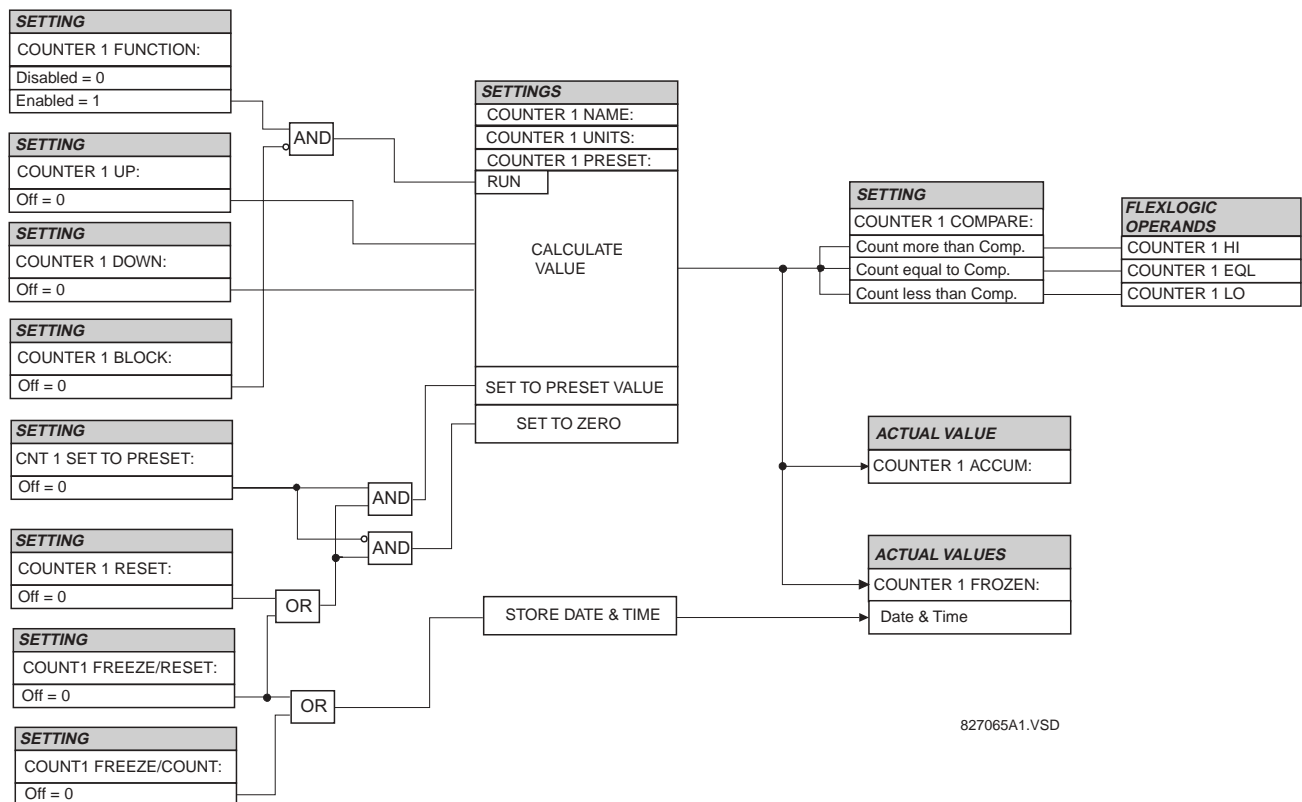 SETTING
COUNTER 1 FUNCTION:
Disabled = 0
Enabled = 1
SETTING
COUNTER 1 UP:
Off = 0
SETTING
COUNTER 1 DOWN:
Off = 0
SETTING
COUNTER 1 BLOCK:
Off = 0
SETTING
CNT 1 SET TO PRESET:
Off = 0
SETTING
COUNTER 1 RESET:
Off = 0
SETTING
COUNT1 FREEZE/RESET:
Off = 0
SETTING
COUNT1 FREEZE/COUNT:
Off = 0
AND
AND
AND
OR
OR
SETTINGS
COUNTER 1 NAME:
COUNTER 1 UNITS:
COUNTER 1 PRESET:
RUN
CALCULATE
VALUE
SET TO PRESET VALUE
SET TO ZERO
STORE DATE & TIME
SETTING
COUNTER 1 COMPARE:
Count more than Comp.
Count equal to Comp.
Count less than Comp.
FLEXLOGIC
OPERANDS
COUNTER 1 HI
COUNTER 1 EQL
COUNTER 1 LO
ACTUAL VALUE
COUNTER 1 ACCUM:
ACTUAL VALUES
COUNTER 1 FROZEN:
Date & Time
827065A1.VSD